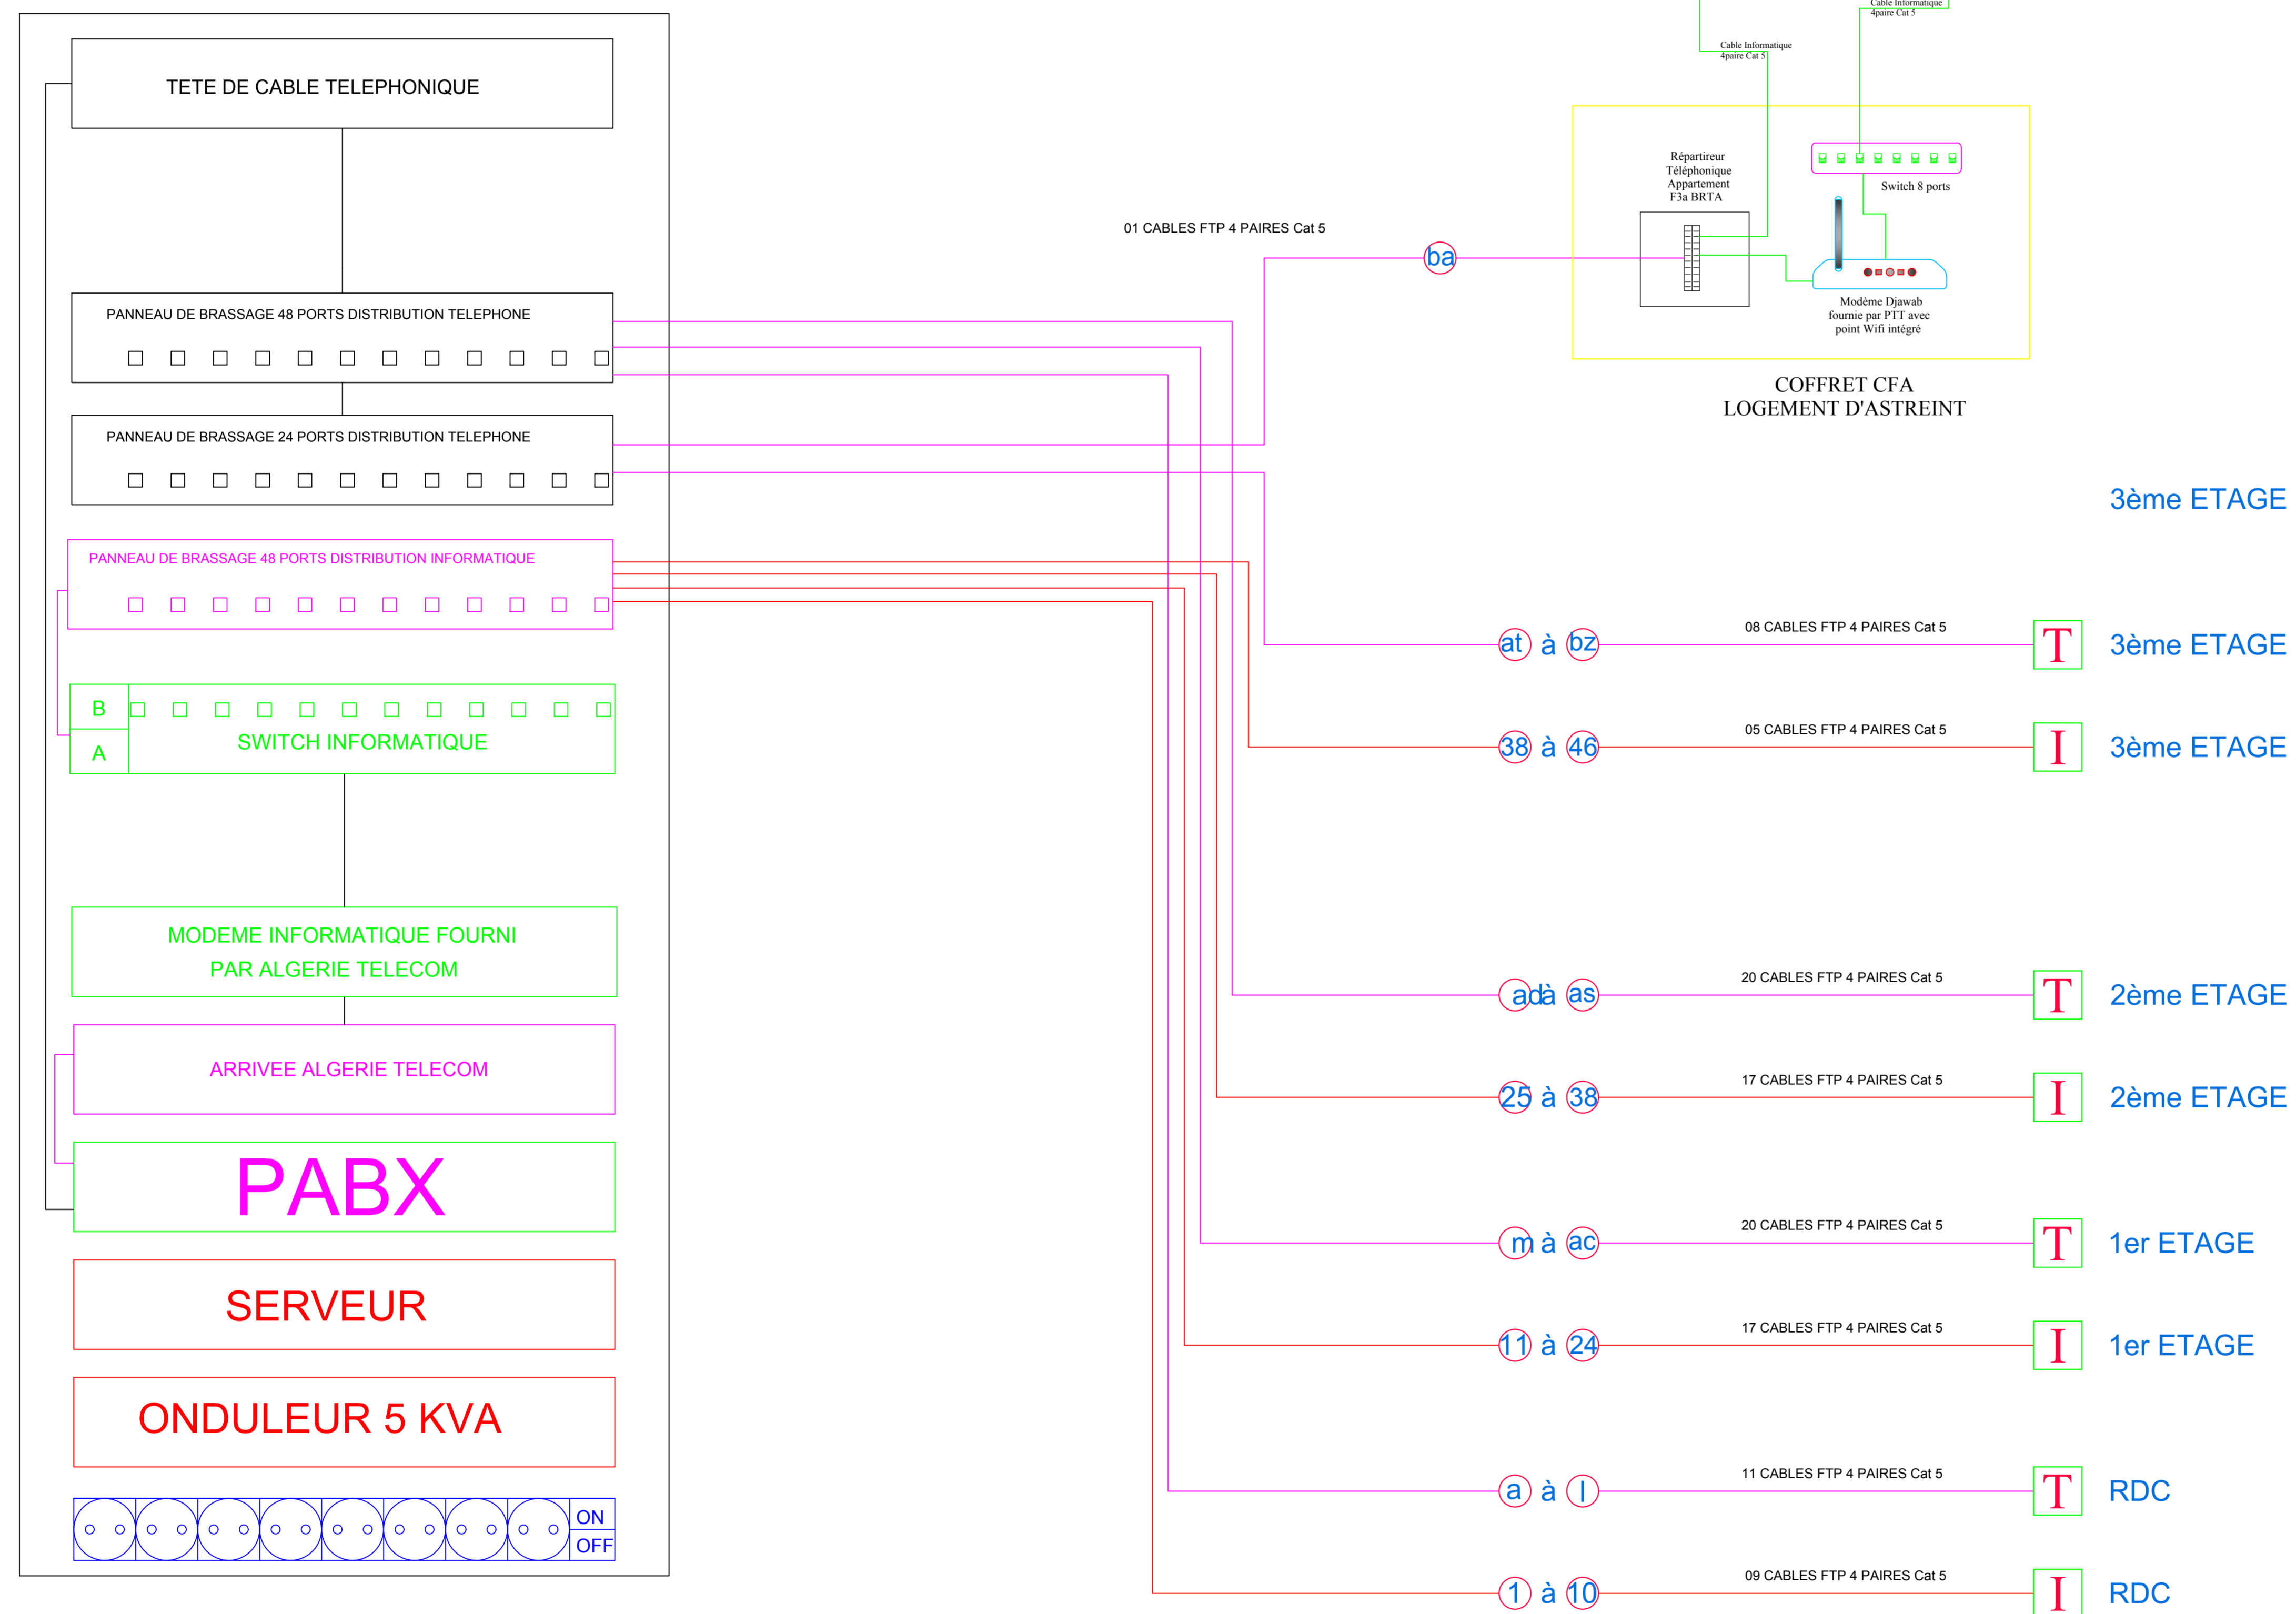 TETE DE CABLE TELEPHONIQUE
PANNEAU DE BRASSAGE 48 PORTS DISTRIBUTION TELEPHONE
PANNEAU DE BRASSAGE 24 PORTS DISTRIBUTION TELEPHONE
PANNEAU DE BRASSAGE 48 PORTS DISTRIBUTION INFORMATIQUE
B
A
SWITCH INFORMATIQUE
MODEME INFORMATIQUE FOURNI
PAR ALGERIE TELECOM
ARRIVEE ALGERIE TELECOM
PABX
SERVEUR
ONDULEUR 5 KVA
ON
OFF
Cable Informatique
4paire Cat 5
Cable Informatique
4paire Cat 5
Répartireur
Téléphonique
Appartement
F3a BRTA
Switch 8 ports
Modème Djawab
fournie par PTT avec
point Wifi intégré
COFFRET CFA
LOGEMENT D'ASTREINT
01 CABLES FTP 4 PAIRES Cat 5
ba
3ème ETAGE
at à bz 08 CABLES FTP 4 PAIRES Cat 5 T 3ème ETAGE
38 à 46 05 CABLES FTP 4 PAIRES Cat 5 I 3ème ETAGE
ad à as 20 CABLES FTP 4 PAIRES Cat 5 T 2ème ETAGE
25 à 38 17 CABLES FTP 4 PAIRES Cat 5 I 2ème ETAGE
m à ac 20 CABLES FTP 4 PAIRES Cat 5 T 1er ETAGE
11 à 24 17 CABLES FTP 4 PAIRES Cat 5 I 1er ETAGE
a à l 11 CABLES FTP 4 PAIRES Cat 5 T RDC
1 à 10 09 CABLES FTP 4 PAIRES Cat 5 I RDC